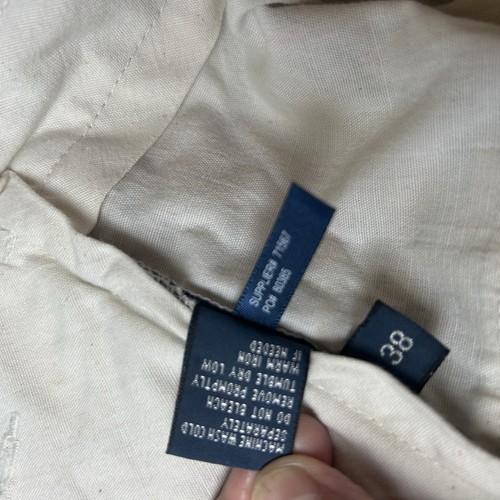 SUPPLIER# 71567
PO# 80365
38
MACHINE WASH COLD
SEPARATELY
DO NOT BLEACH
REMOVE PROMPTLY
TUMBLE DRY LOW
WARM IRON
IF NEEDED